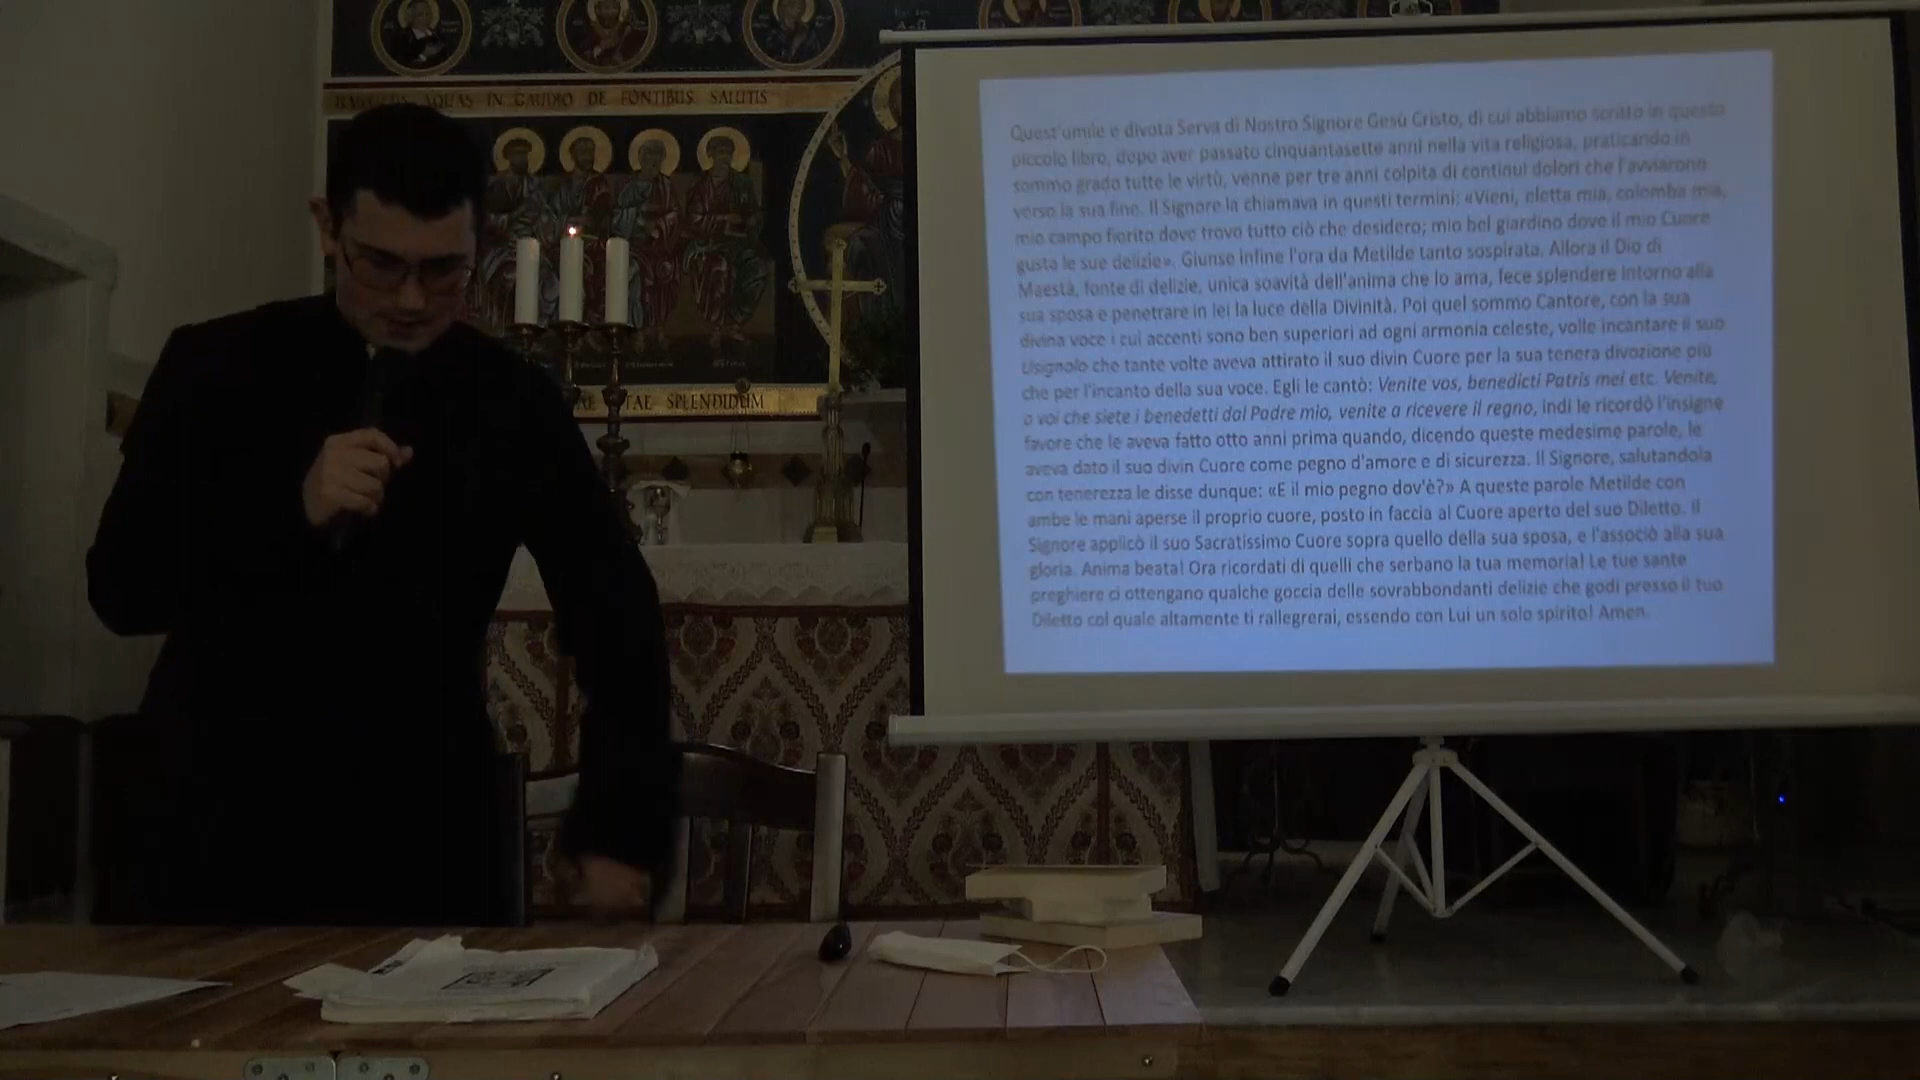 AQUAS IN GAUDIO DE FONTIBUS SALUTIS
VITAE SPLENDIDUM
Quest'umile e divota Serva di Nostro Signore Gesù Cristo, di cui abbiamo scritto in questo
piccolo libro, dopo aver passato cinquantasette anni nella vita religiosa, praticando in
sommo grado tutte le virtù, venne per tre anni colpita di continui dolori che l'avviarono
verso la sua fine. Il Signore la chiamava in questi termini: «Vieni, eletta mia, colomba mia,
mio campo fiorito dove trovo tutto ciò che desidero; mio bel giardino dove il mio Cuore
gusta le sue delizie». Giunse infine l'ora da Metilde tanto sospirata. Allora il Dio di
Maestà, fonte di delizie, unica soavità dell'anima che lo ama, fece splendere intorno alla
sua sposa e penetrare in lei la luce della Divinità. Poi quel sommo Cantore, con la sua
divina voce i cui accenti sono ben superiori ad ogni armonia celeste, volle incantare il suo
Usignolo che tante volte aveva attirato il suo divin Cuore per la sua tenera divozione più
che per l'incanto della sua voce. Egli le cantò: Venite vos, benedicti Patris mei etc. Venite,
o voi che siete i benedetti dal Padre mio, venite a ricevere il regno, indi le ricordò l'insigne
favore che le aveva fatto otto anni prima quando, dicendo queste medesime parole, le
aveva dato il suo divin Cuore come pegno d'amore e di sicurezza. Il Signore, salutandola
con tenerezza le disse dunque: «E il mio pegno dov'è?» A queste parole Metilde con
ambe le mani aperse il proprio cuore, posto in faccia al Cuore aperto del suo Diletto. Il
Signore applicò il suo Sacratissimo Cuore sopra quello della sua sposa, e l'associò alla sua
gloria. Anima beata! Ora ricordati di quelli che serbano la tua memoria! Le tue sante
preghiere ci ottengano qualche goccia delle sovrabbondanti delizie che godi presso il tuo
Diletto col quale altamente ti rallegrerai, essendo con Lui un solo spirito! Amen.